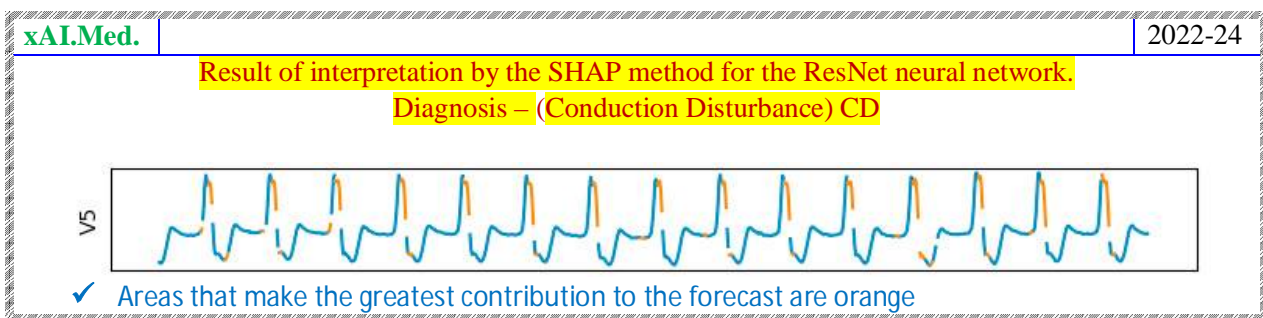 xAI.Med. 2022-24
Result of interpretation by the SHAP method for the ResNet neural network.
Diagnosis – (Conduction Disturbance) CD
V5
✓ Areas that make the greatest contribution to the forecast are orange